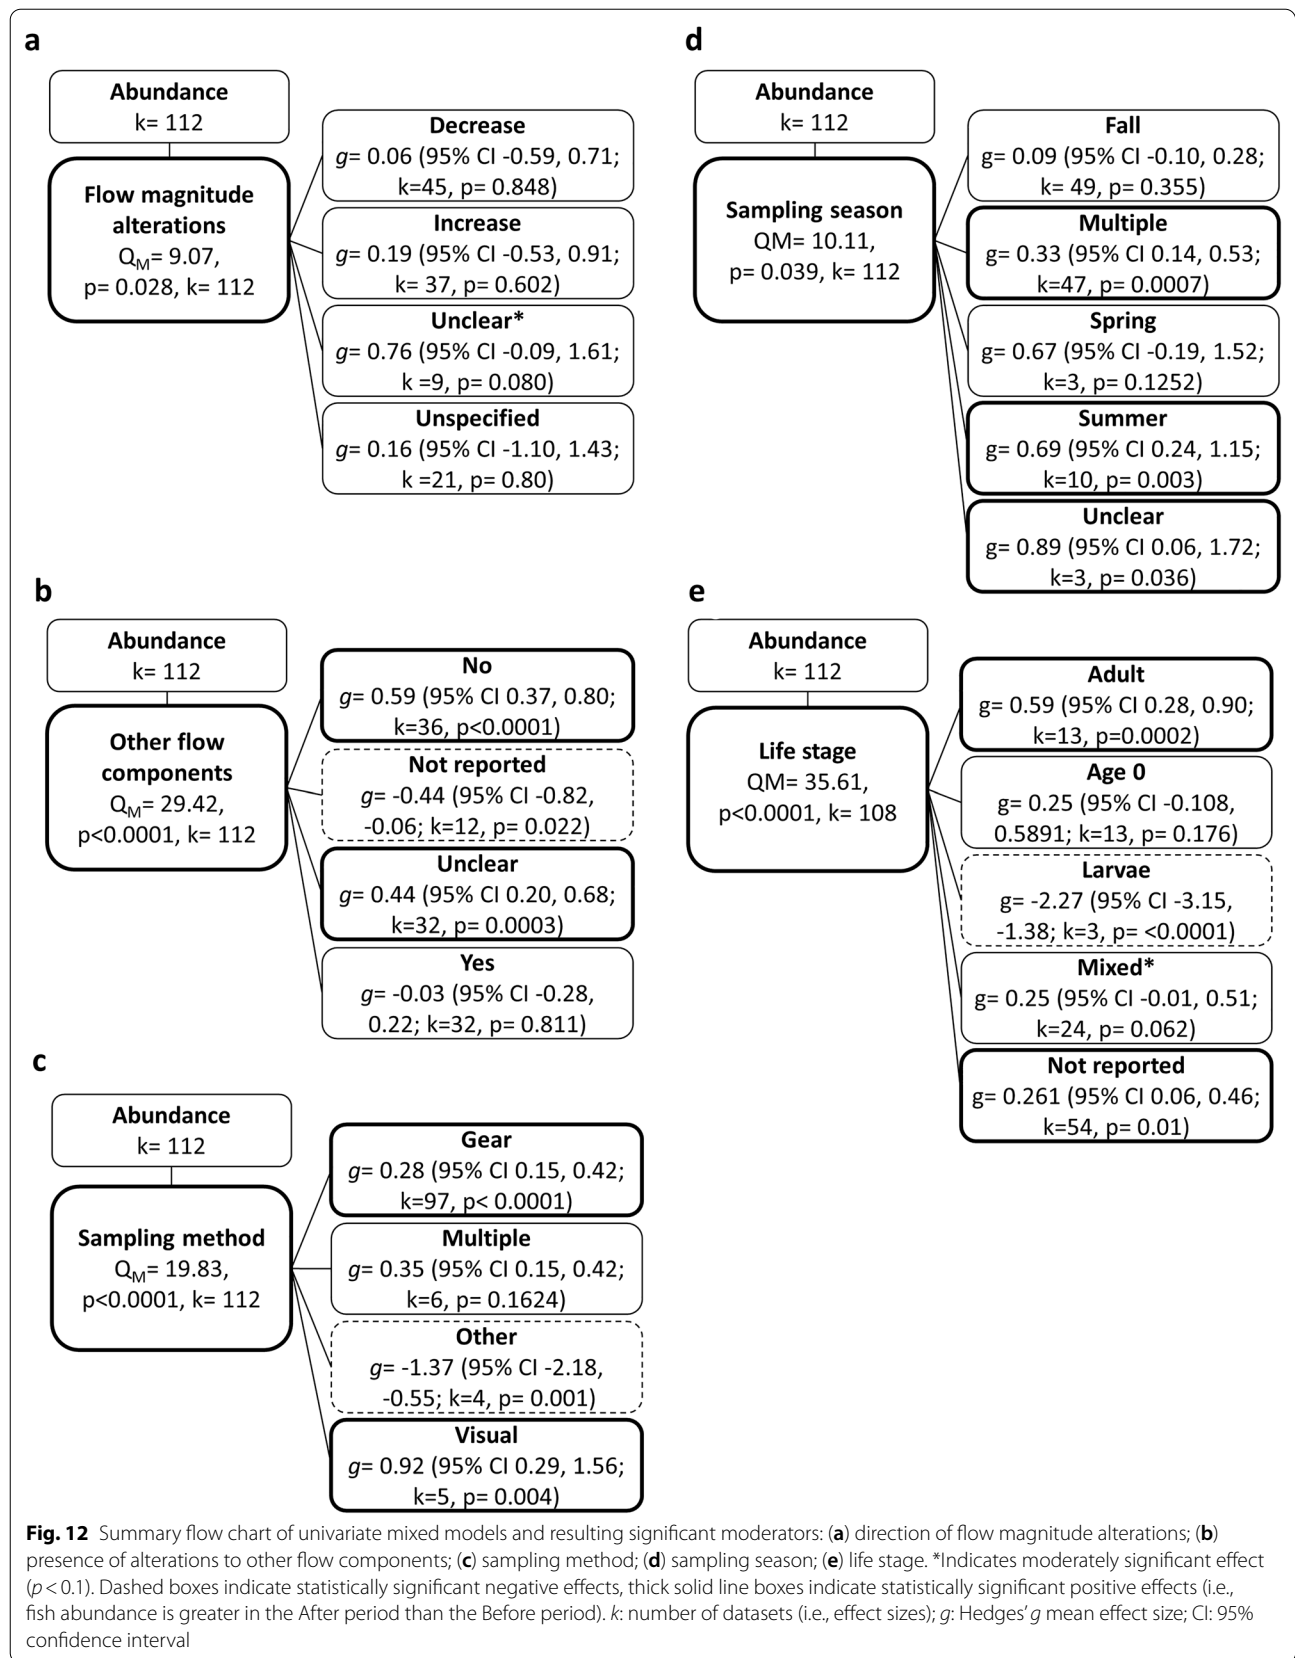 a
Abundance
k= 112
Flow magnitude
alterations
QM= 9.07,
p= 0.028, k= 112
Decrease
g= 0.06 (95% CI -0.59, 0.71;
k=45, p= 0.848)
Increase
g= 0.19 (95% CI -0.53, 0.91;
k= 37, p= 0.602)
Unclear*
g= 0.76 (95% CI -0.09, 1.61;
k =9, p= 0.080)
Unspecified
g= 0.16 (95% CI -1.10, 1.43;
k =21, p= 0.80)
b
Abundance
k= 112
Other flow
components
QM= 29.42,
p<0.0001, k= 112
No
g= 0.59 (95% CI 0.37, 0.80;
k=36, p<0.0001)
Not reported
g= -0.44 (95% CI -0.82,
-0.06; k=12, p= 0.022)
Unclear
g= 0.44 (95% CI 0.20, 0.68;
k=32, p= 0.0003)
Yes
g= -0.03 (95% CI -0.28,
0.22; k=32, p= 0.811)
c
Abundance
k= 112
Sampling method
QM= 19.83,
p<0.0001, k= 112
Gear
g= 0.28 (95% CI 0.15, 0.42;
k=97, p< 0.0001)
Multiple
g= 0.35 (95% CI 0.15, 0.42;
k=6, p= 0.1624)
Other
g= -1.37 (95% CI -2.18,
-0.55; k=4, p= 0.001)
Visual
g= 0.92 (95% CI 0.29, 1.56;
k=5, p= 0.004)
d
Abundance
k= 112
Sampling season
QM= 10.11,
p= 0.039, k= 112
Fall
g= 0.09 (95% CI -0.10, 0.28;
k= 49, p= 0.355)
Multiple
g= 0.33 (95% CI 0.14, 0.53;
k=47, p= 0.0007)
Spring
g= 0.67 (95% CI -0.19, 1.52;
k=3, p= 0.1252)
Summer
g= 0.69 (95% CI 0.24, 1.15;
k=10, p= 0.003)
Unclear
g= 0.89 (95% CI 0.06, 1.72;
k=3, p= 0.036)
e
Abundance
k= 112
Life stage
QM= 35.61,
p<0.0001, k= 108
Adult
g= 0.59 (95% CI 0.28, 0.90;
k=13, p=0.0002)
Age 0
g= 0.25 (95% CI -0.108,
0.5891; k=13, p= 0.176)
Larvae
g= -2.27 (95% CI -3.15,
-1.38; k=3, p= <0.0001)
Mixed*
g= 0.25 (95% CI -0.01, 0.51;
k=24, p= 0.062)
Not reported
g= 0.261 (95% CI 0.06, 0.46;
k=54, p= 0.01)
Fig. 12 Summary flow chart of univariate mixed models and resulting significant moderators: (a) direction of flow magnitude alterations; (b)
presence of alterations to other flow components; (c) sampling method; (d) sampling season; (e) life stage. *Indicates moderately significant effect
(p < 0.1). Dashed boxes indicate statistically significant negative effects, thick solid line boxes indicate statistically significant positive effects (i.e.,
fish abundance is greater in the After period than the Before period). k: number of datasets (i.e., effect sizes); g: Hedges' g mean effect size; CI: 95%
confidence interval